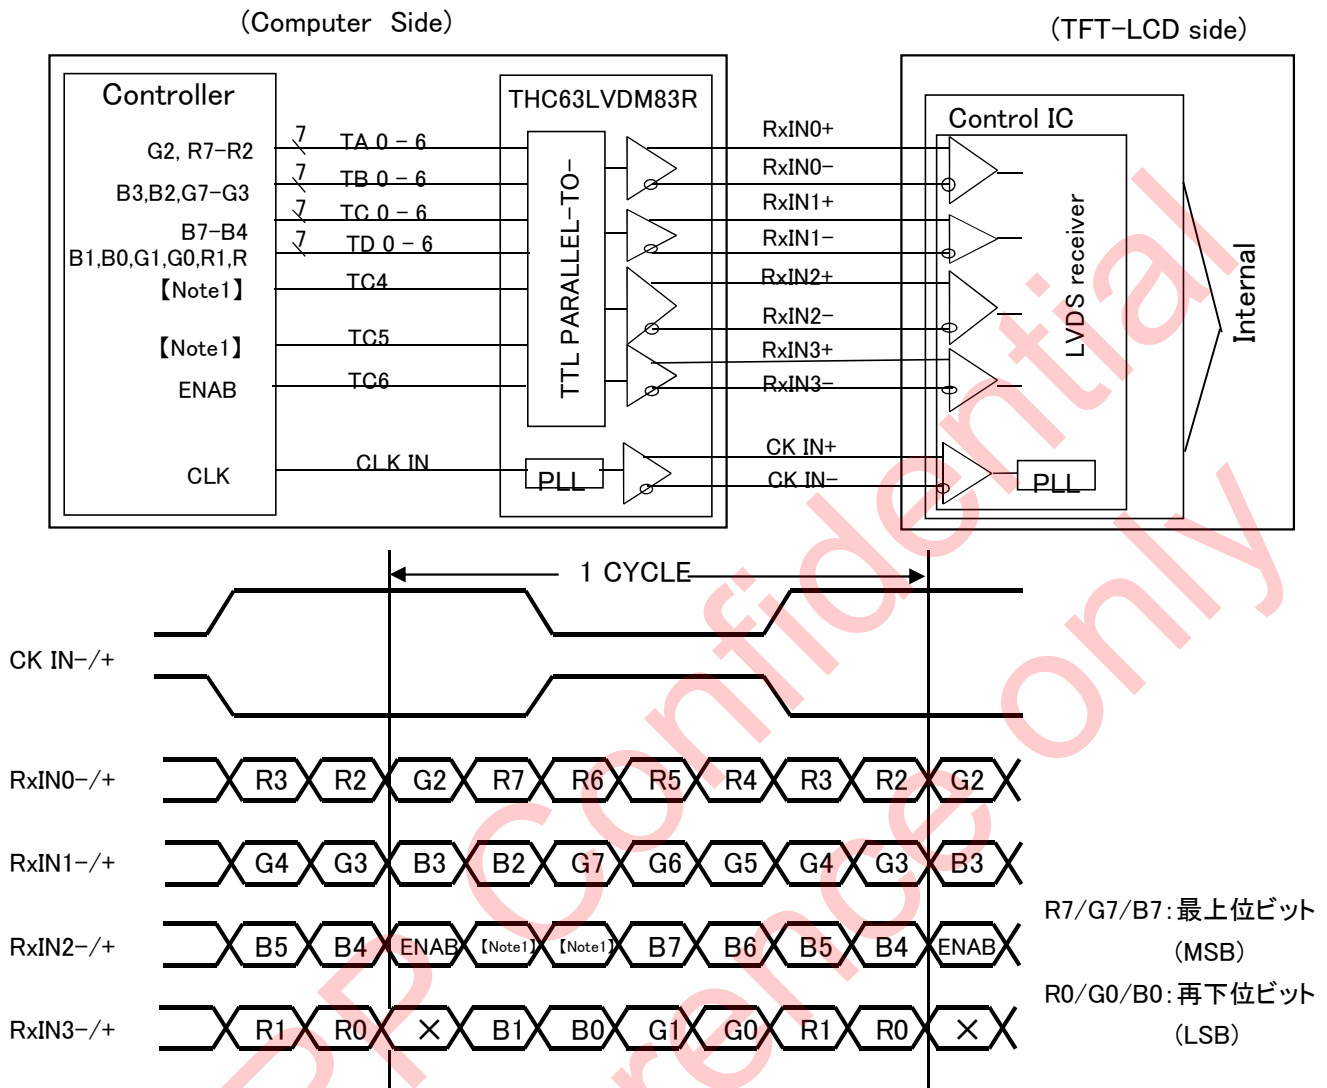 (Computer Side)
(TFT-LCD side)
Controller
THC63LVDM83R
Control IC
G2, R7-R2
7
TA 0 - 6
RxIN0+
RxIN0-
B3,B2,G7-G3
7
TB 0 - 6
RxIN1+
B7-B4
7
TC 0 - 6
RxIN1-
B1,B0,G1,G0,R1,R
7
TD 0 - 6
RxIN2+
【Note1】
TC4
RxIN2-
【Note1】
TC5
RxIN3+
ENAB
TC6
RxIN3-
TTL PARALLEL-TO-
LVDS receiver
Internal
CLK
CLK IN
PLL
CK IN+
CK IN-
PLL
1 CYCLE
CK IN-/+
RxIN0-/+ R3 R2 G2 R7 R6 R5 R4 R3 R2 G2
RxIN1-/+ G4 G3 B3 B2 G7 G6 G5 G4 G3 B3
RxIN2-/+ B5 B4 ENAB 【Note1】 【Note1】 B7 B6 B5 B4 ENAB
RxIN3-/+ R1 R0 × B1 B0 G1 G0 R1 R0 ×
R7/G7/B7:最上位ビット
(MSB)
R0/G0/B0:再下位ビット
(LSB)
Confidential
only